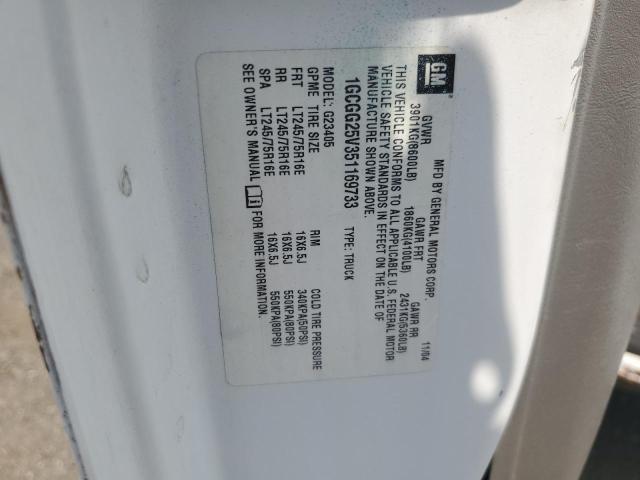 GM
MFD BY GENERAL MOTORS CORP. 11/04
GVWR GAWR FRT GAWR RR
3901KG(8600LB) 1860KG(4100LB) 2431KG(5360LB)
THIS VEHICLE CONFORMS TO ALL APPLICABLE U.S. FEDERAL MOTOR
VEHICLE SAFETY STANDARDS IN EFFECT ON THE DATE OF
MANUFACTURE SHOWN ABOVE.
1GCGG25V351169733 TYPE: TRUCK
MODEL: G23405
GPME TIRE SIZE RIM COLD TIRE PRESSURE
FRT LT245/75R16E 16X6.5J 340KPA(50PSI)
RR LT245/75R16E 16X6.5J 550KPA(80PSI)
SPA LT245/75R16E 16X6.5J 550KPA(80PSI)
SEE OWNER'S MANUAL FOR MORE INFORMATION.